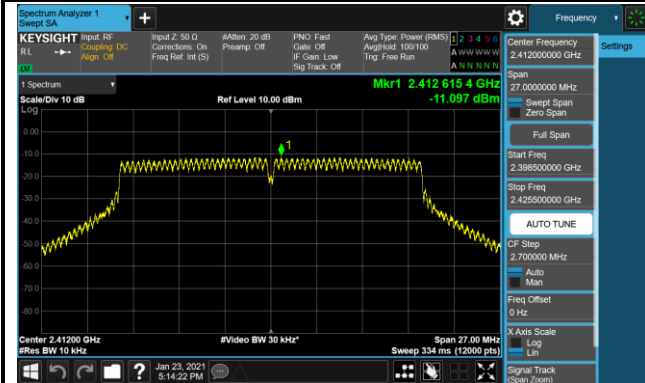 Spectrum Analyzer 1
Swept SA
+
Frequency
KEYSIGHT
RL
Input: RF
Coupling: DC
Align: Off
Input Z: 50 Ω
Corrections: On
Freq Ref: Int (S)
#Atten: 20 dB
Preamp: Off
PNO: Fast
Gate: Off
IF Gain: Low
Sig Track: Off
Avg Type: Power (RMS)
Avg|Hold: 100/100
Trig: Free Run
1 2 3 4 5 6
A W W W W W
A N N N N N
1 Spectrum
Scale/Div 10 dB
Ref Level 10.00 dBm
Mkr1 2.412 615 4 GHz
-11.097 dBm
Log
0.00
-10.0
-20.0
-30.0
-40.0
-50.0
-60.0
-70.0
-80.0
1
Center 2.41200 GHz
#Res BW 10 kHz
#Video BW 30 kHz*
Span 27.00 MHz
Sweep 334 ms (12000 pts)
?
Jan 23, 2021
5:14:22 PM
Center Frequency
2.412000000 GHz
Settings
Span
27.0000000 MHz
Swept Span
Zero Span
Full Span
Start Freq
2.398500000 GHz
Stop Freq
2.425500000 GHz
AUTO TUNE
CF Step
2.700000 MHz
Auto
Man
Freq Offset
0 Hz
X Axis Scale
Log
Lin
Signal Track
(Span Zoom)